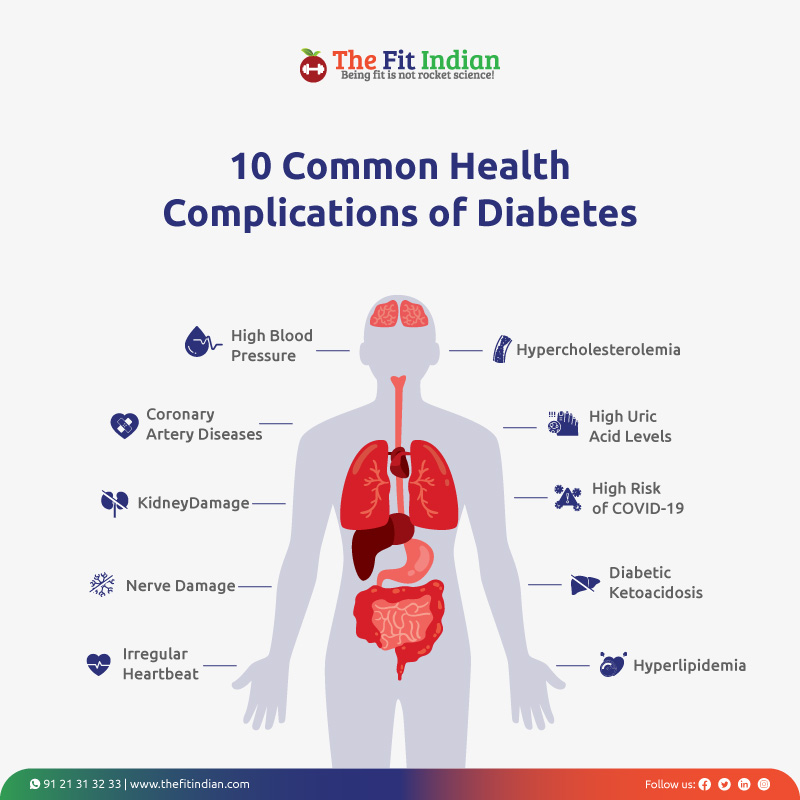 The Fit Indian
Being fit is not rocket science!
10 Common Health
Complications of Diabetes
High Blood
Pressure
Coronary
Artery Diseases
KidneyDamage
Nerve Damage
Irregular
Heartbeat
Hypercholesterolemia
High Uric
Acid Levels
High Risk
of COVID-19
Diabetic
Ketoacidosis
Hyperlipidemia
91 21 31 32 33 | www.thefitindian.com
Follow us: